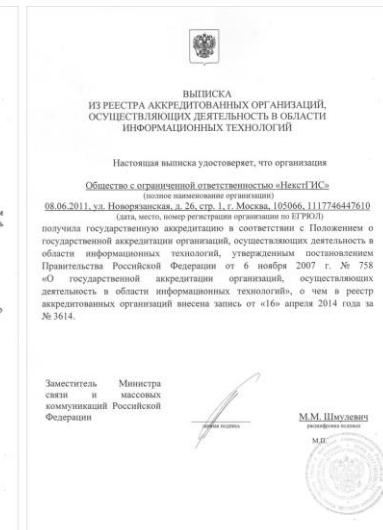 ВЫПИСКА
ИЗ РЕЕСТРА АККРЕДИТОВАННЫХ ОРГАНИЗАЦИЙ,
ОСУЩЕСТВЛЯЮЩИХ ДЕЯТЕЛЬНОСТЬ В ОБЛАСТИ
ИНФОРМАЦИОННЫХ ТЕХНОЛОГИЙ
Настоящая выписка удостоверяет, что организация
Общество с ограниченной ответственностью «НекстГИС»
(полное наименование организации)
08.06.2011, ул. Новорязанская, д. 26, стр. 1, г. Москва, 105066, 1117746447610
(дата, место, номер регистрации организации по ЕГРЮЛ)
получила государственную аккредитацию в соответствии с Положением о
государственной аккредитации организаций, осуществляющих деятельность в
области информационных технологий, утвержденным постановлением
Правительства Российской Федерации от 6 ноября 2007 г. № 758
«О государственной аккредитации организаций, осуществляющих
деятельность в области информационных технологий», о чем в реестр
аккредитованных организаций внесена запись от «16» апреля 2014 года за
№ 3614.
Заместитель Министра
связи и массовых
коммуникаций Российской
Федерации
личная подпись
М.М. Шмулевич
расшифровка подписи
М.П.